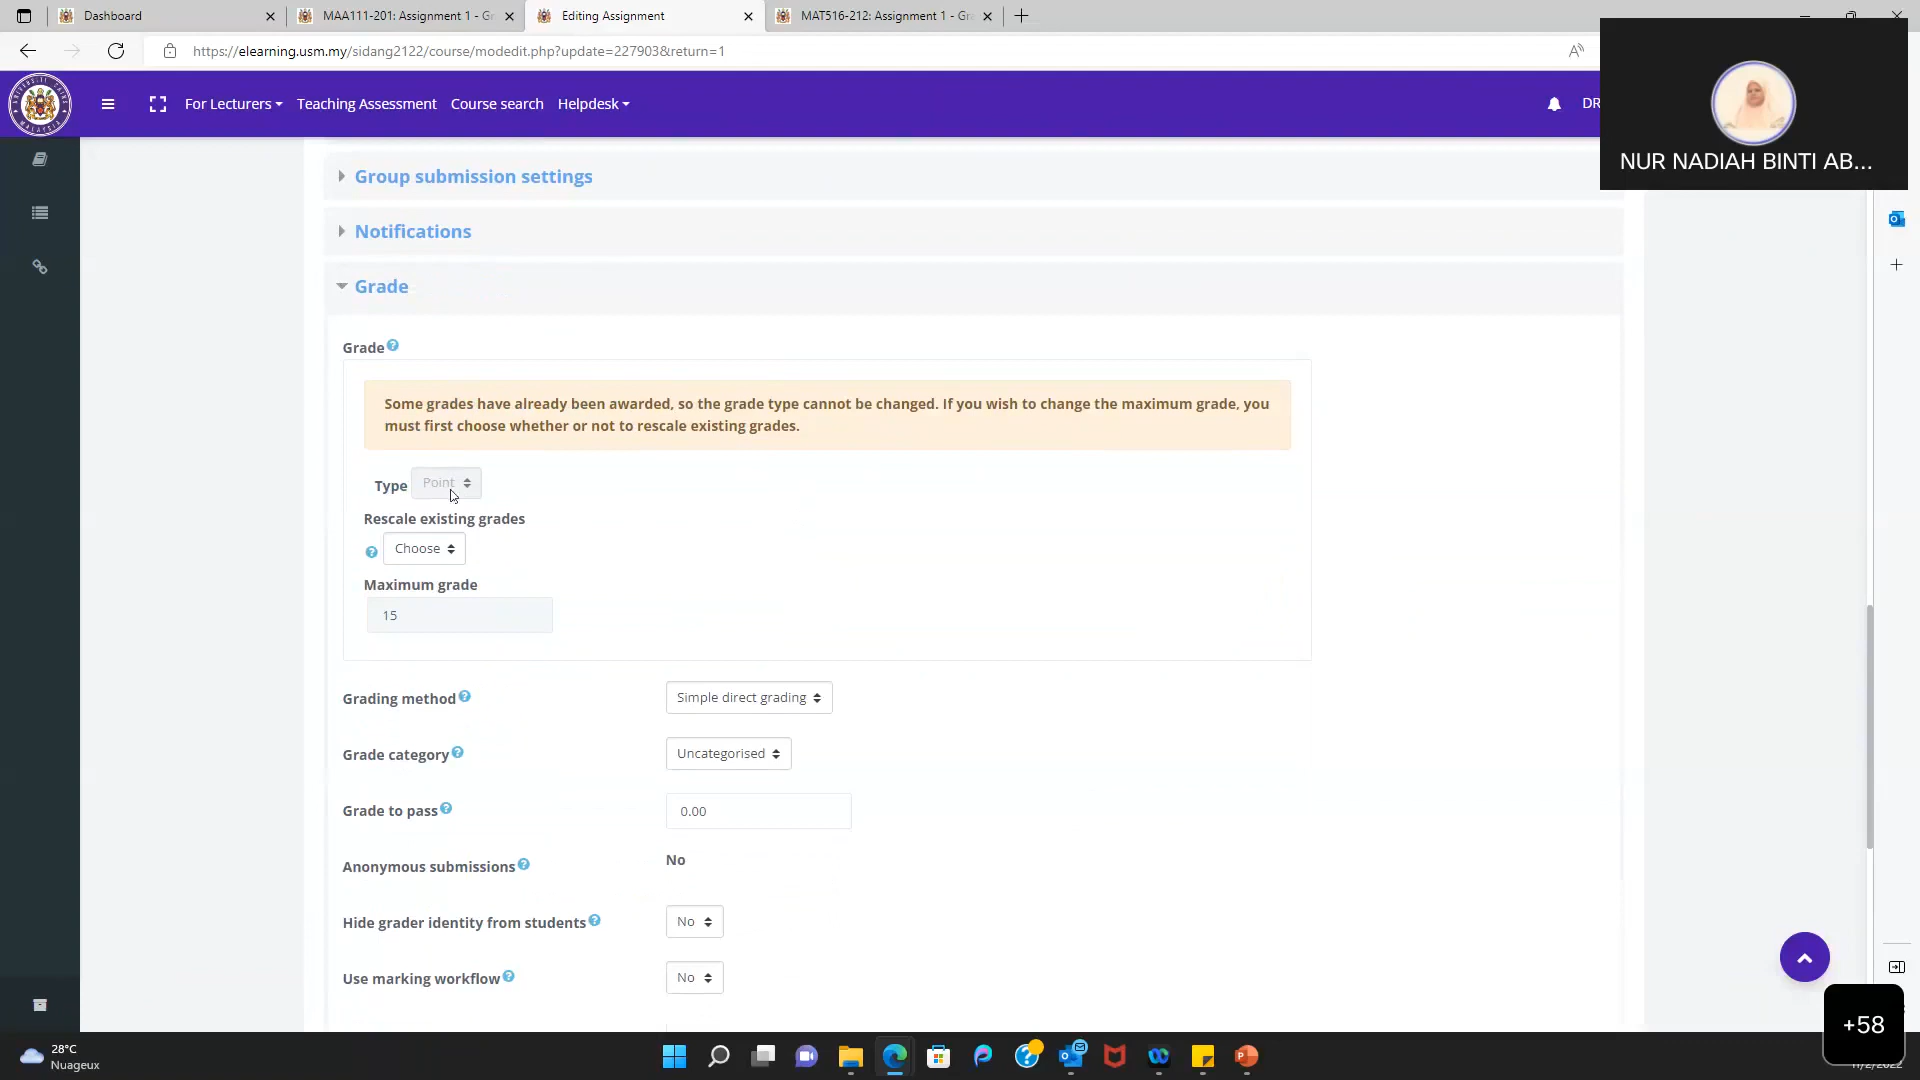 Dashboard
MAA111-201: Assignment 1 - Gr
Editing Assignment
MAT516-212: Assignment 1 - Gra
https://elearning.usm.my/sidang2122/course/modedit.php?update=227903&return=1
For Lecturers
Teaching Assessment
Course search
Helpdesk
DR
NUR NADIAH BINTI AB...
Group submission settings
Notifications
Grade
Grade
Some grades have already been awarded, so the grade type cannot be changed. If you wish to change the maximum grade, you
must first choose whether or not to rescale existing grades.
Type Point
Rescale existing grades
Choose
Maximum grade
15
Grading method Simple direct grading
Grade category Uncategorised
Grade to pass 0.00
Anonymous submissions No
Hide grader identity from students No
Use marking workflow No
+58
28°C
Nuageux